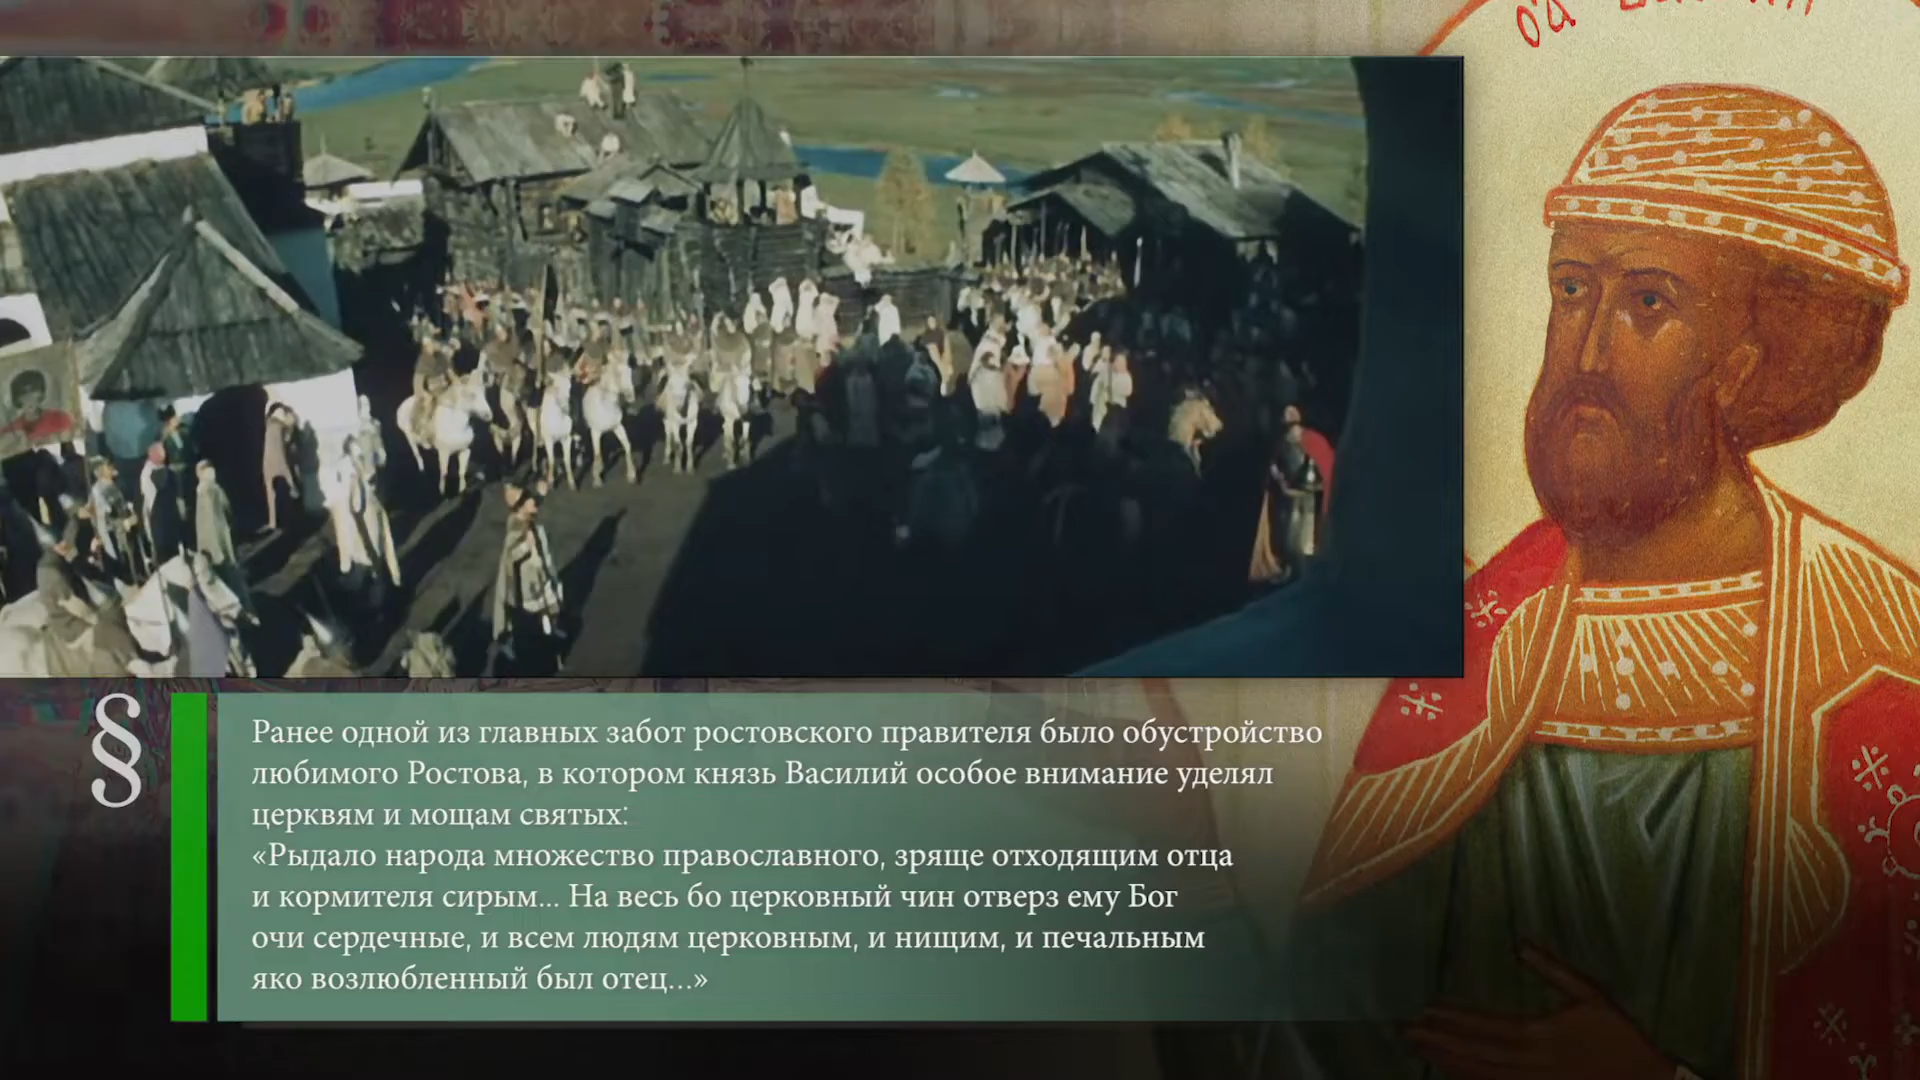 §
Ранее одной из главных забот ростовского правителя было обустройство
любимого Ростова, в котором князь Василий особое внимание уделял
церквям и мощам святых:
«Рыдало народа множество православного, зряще отходящим отца
и кормителя сирым... На весь бо церковный чин отверз ему Бог
очи сердечные, и всем людям церковным, и нищим, и печальным
яко возлюбленный был отец...»